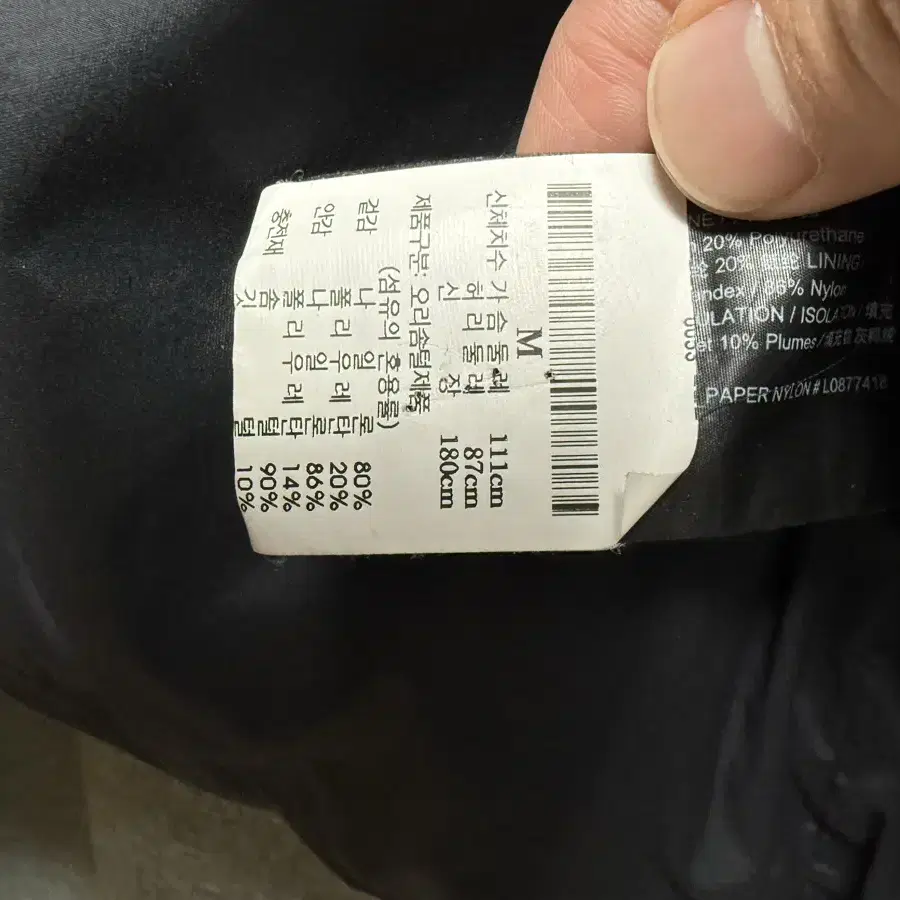 M
신체치수 가슴둘레 111cm
허리둘레 87cm
신장 180cm
제품구분: 오리솜털제품
(섬유의 혼용률)
겉감 나일론 80%
폴리우레탄 20%
안감 나일론 86%
폴리우레탄 14%
충전재 솜털 90%
깃털 10%
20% Polyurethane
20% LINING
/ 86% Nylon
/ 填充
10% Plumes/
PAPER NYLON # L0877418